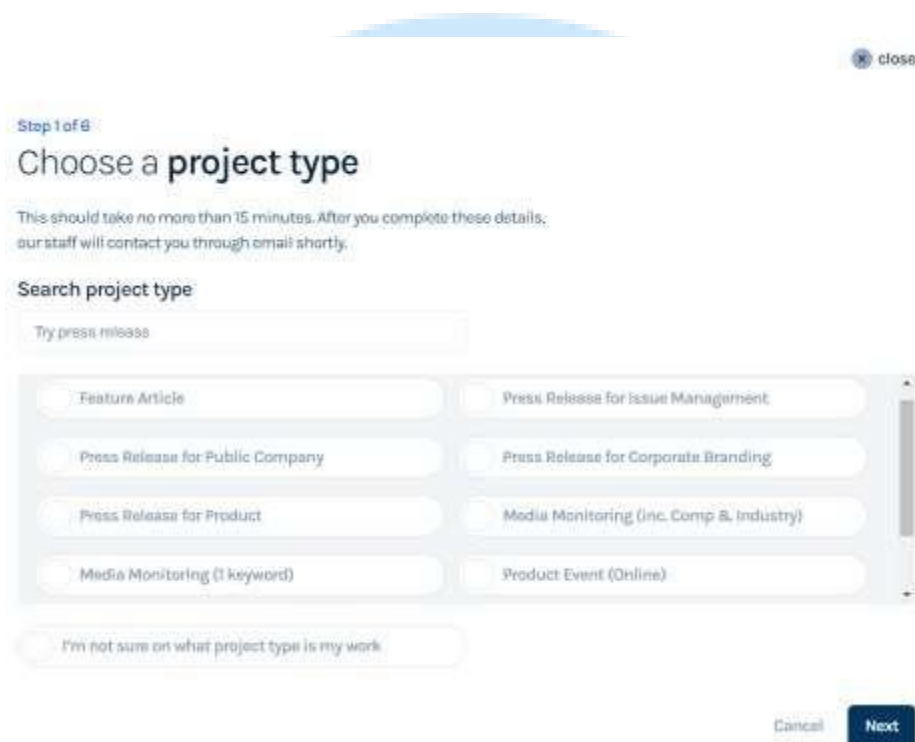 close
Step 1 of 6
Choose a project type
This should take no more than 15 minutes. After you complete these details,
our staff will contact you through email shortly.
Search project type
Try press release
Feature Article
Press Release for Issue Management
Press Release for Public Company
Press Release for Corporate Branding
Press Release for Product
Media Monitoring (inc. Comp & Industry)
Media Monitoring (1 keyword)
Product Event (Online)
I'm not sure on what project type is my work
Cancel
Next